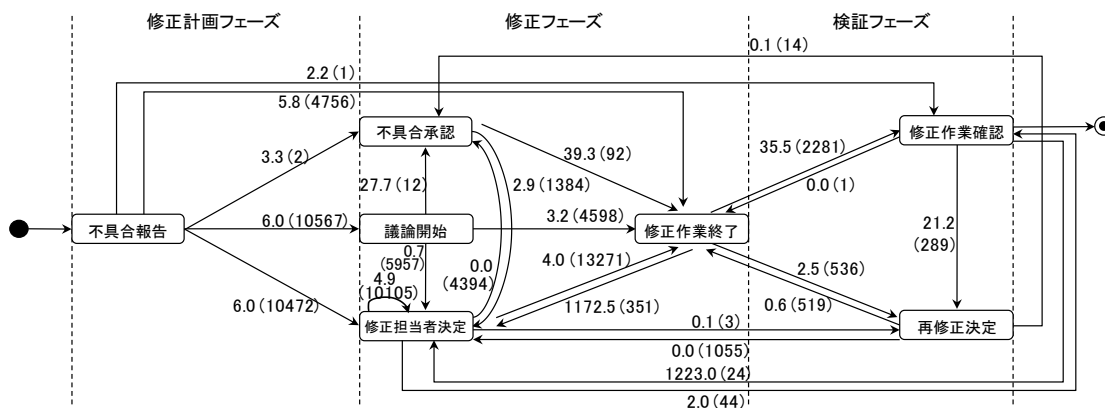 修正計画フェーズ
修正フェーズ
検証フェーズ
0.1 (14)
2.2 (1)
5.8 (4756)
不具合承認
修正作業確認
3.3 (2)
39.3 (92)
35.5 (2281)
27.7 (12)
2.9 (1384)
0.0 (1)
不具合報告
6.0 (10567)
議論開始
3.2 (4598)
修正作業終了
21.2
(289)
0.7
(5957)
4.9
(10105)
0.0
(4394)
4.0 (13271)
2.5 (536)
6.0 (10472)
1172.5 (351)
0.6 (519)
修正担当者決定
0.1 (3)
再修正決定
0.0 (1055)
1223.0 (24)
2.0 (44)